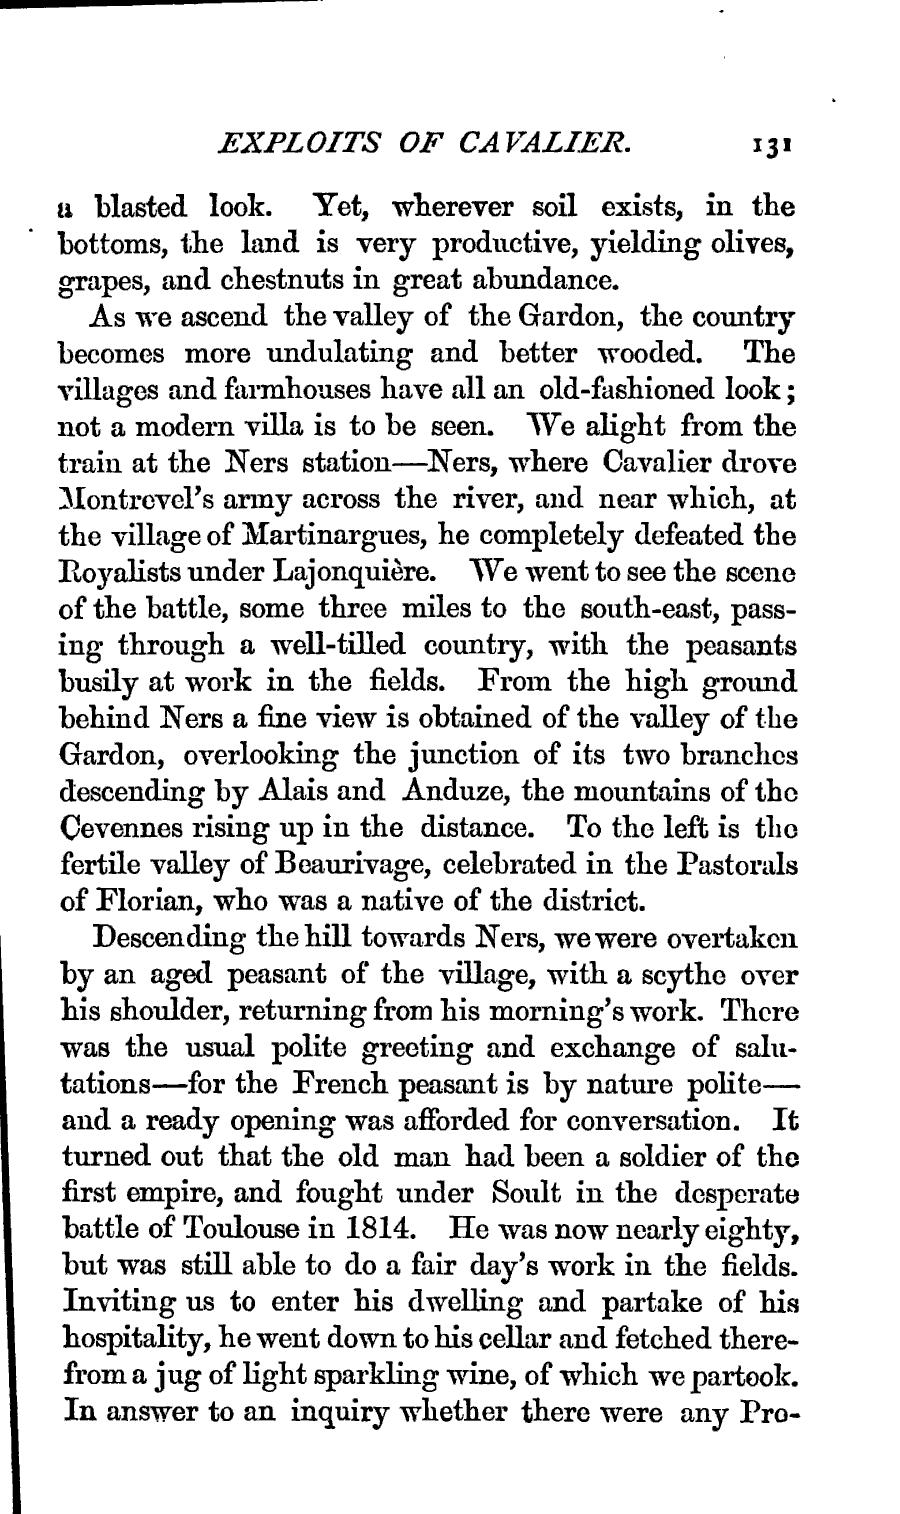 EXPLOITS OF CAVALIER. 131
a blasted look. Yet, wherever soil exists, in the
bottoms, the land is very productive, yielding olives,
grapes, and chestnuts in great abundance.
As we ascend the valley of the Gardon, the country
becomes more undulating and better wooded. The
villages and farmhouses have all an old-fashioned look;
not a modern villa is to be seen. We alight from the
train at the Ners station—Ners, where Cavalier drove
Montrevel's army across the river, and near which, at
the village of Martinargues, he completely defeated the
Royalists under Lajonquière. We went to see the scene
of the battle, some three miles to the south-east, pass-
ing through a well-tilled country, with the peasants
busily at work in the fields. From the high ground
behind Ners a fine view is obtained of the valley of the
Gardon, overlooking the junction of its two branches
descending by Alais and Anduze, the mountains of the
Cevennes rising up in the distance. To the left is the
fertile valley of Beaurivage, celebrated in the Pastorals
of Florian, who was a native of the district.
Descending the hill towards Ners, we were overtaken
by an aged peasant of the village, with a scythe over
his shoulder, returning from his morning's work. There
was the usual polite greeting and exchange of salu-
tations—for the French peasant is by nature polite—
and a ready opening was afforded for conversation. It
turned out that the old man had been a soldier of the
first empire, and fought under Soult in the desperate
battle of Toulouse in 1814. He was now nearly eighty,
but was still able to do a fair day's work in the fields.
Inviting us to enter his dwelling and partake of his
hospitality, he went down to his cellar and fetched there-
from a jug of light sparkling wine, of which we partook.
In answer to an inquiry whether there were any Pro-